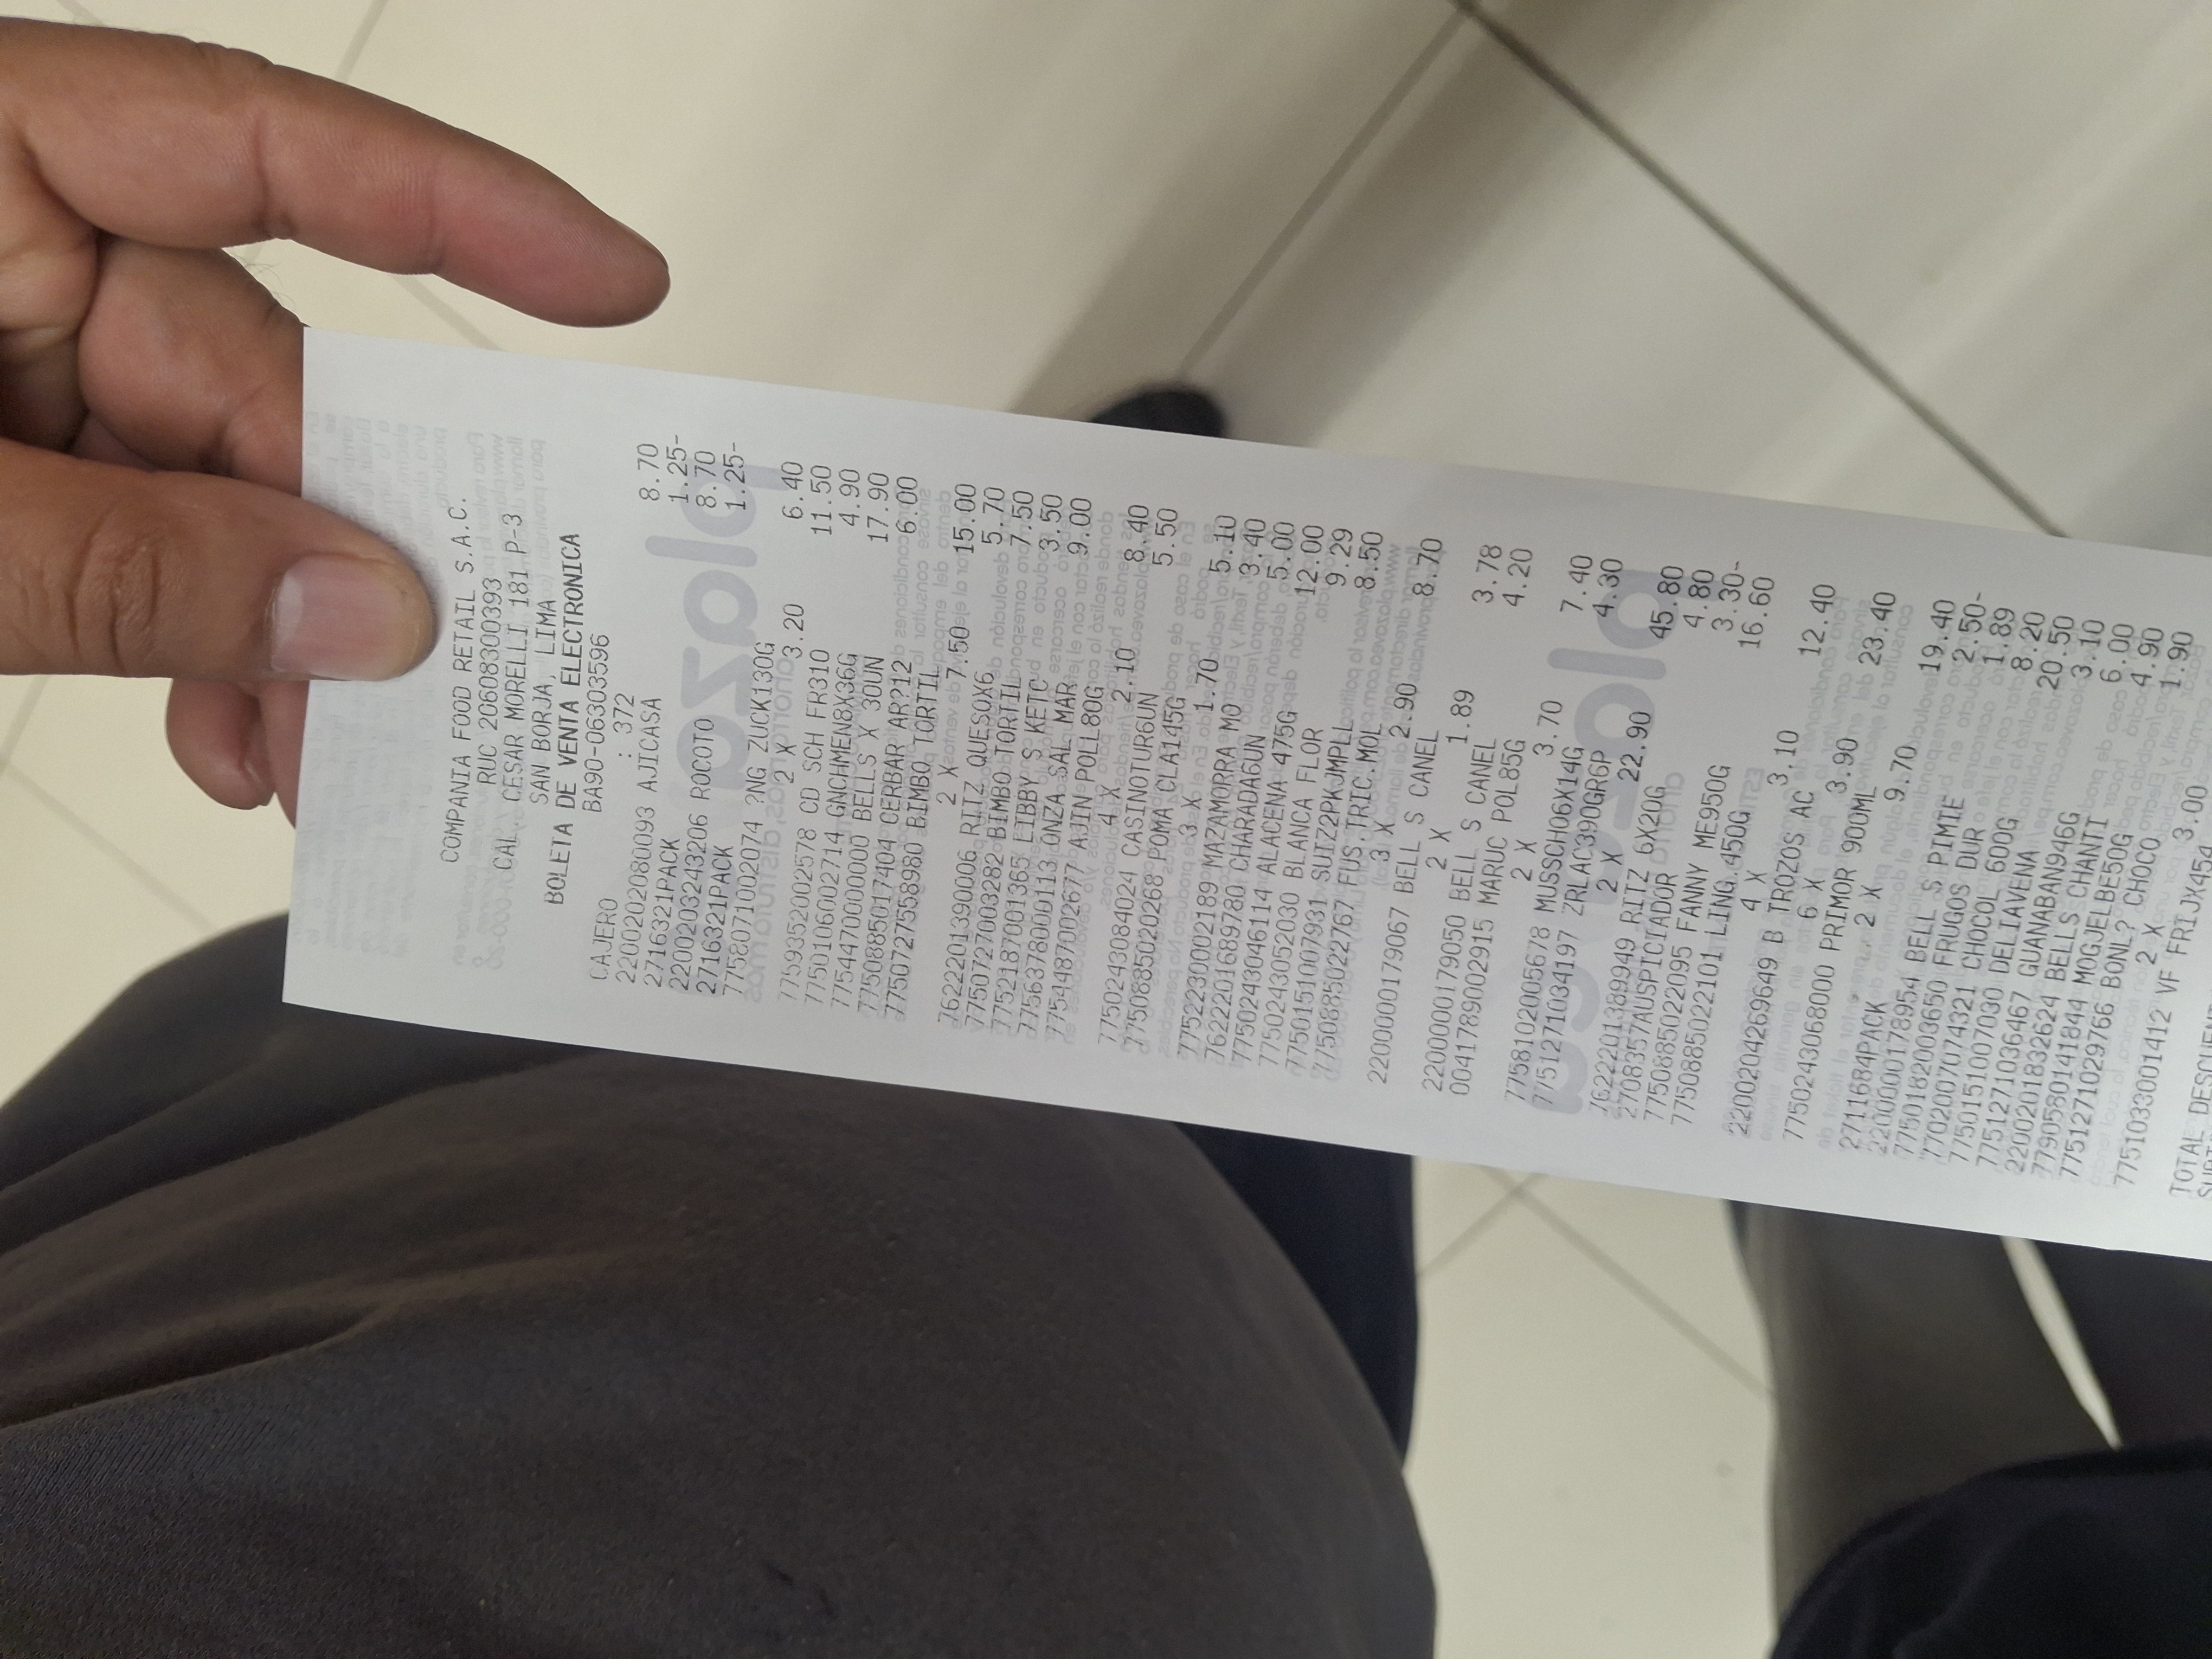 COMPANIA FOOD RETAIL S.A.C.
RUC 20608300393
CAL. CESAR MORELLI 181 P-3
SAN BORJA, LIMA
BOLETA DE VENTA ELECTRONICA
BA90-06303596
CAJERO : 372
2200202080093 AJICASA 8.70
2716321PACK 1.25-
2200203243206 ROCOTO 8.70
2716321PACK 1.25-
7758071002074 ?NG ZUCK130G
2 X 3.20 6.40
7759352002578 CD SCH FR310 11.50
7750106002714 GNCHMEN8X36G 4.90
7754470000000 BELLS X 30UN 17.90
7750885017404 CERBAR AR?12 6.00
7750727558980 BIMBO TORTIL
2 X 7.50 15.00
7622201390006 RITZ QUESOX6 5.70
7750727003282 BIMBO TORTIL 7.50
7752187001365 LIBBY S KETC 3.50
7756378000113 ONZA SAL MAR 9.00
7754487002677 AJIN POLL80G
4 X 2.10 8.40
7750243084024 CASINOTUR6UN 5.50
7750885020268 POMA CLA145G
3 X 1.70 5.10
7752230002189 MAZAMORRA MO 3.40
7622201689780 CHARADA6UN 5.00
7750243046114 ALACENA 475G 12.00
7750243052030 BLANCA FLOR 9.29
7750151007931 SUIZ2PKJMPLL 8.50
7750885022767 FUS.TRIC.MOL
3 X 2.90 8.70
2200000179067 BELL S CANEL
2 X 1.89 3.78
2200000179050 BELL S CANEL 4.20
0041789002915 MARUC POL85G
2 X 3.70 7.40
7758102005678 MUSSCHO6X14G 4.30
7751271034197 ZRLAC390GR6P
2 X 22.90 45.80
7622201389949 RITZ 6X20G 4.80
2708357AUSPICIADOR 3.30-
7750885022095 FANNY ME950G 16.60
7750885022101 LING.450G
4 X 3.10 12.40
2200204269649 B TROZOS AC
6 X 3.90 23.40
7750243068000 PRIMOR 900ML
2 X 9.70 19.40
2711684PACK 2.50-
2200000178954 BELL S PIMIE 1.89
7750182003650 FRUGOS DUR 8.20
7702007074321 CHOCOL 600G 20.50
7750151007030 DELIAVENA 3.10
7751271036467 GUANABAN946G 6.00
2200201832624 BELLS CHANTI 4.90
7790580141844 MOGJELBE50G 1.90
7751271029766 BONL? CHOCO
2 X 3.00
7751033001412 VF FRIJX454
TOTAL